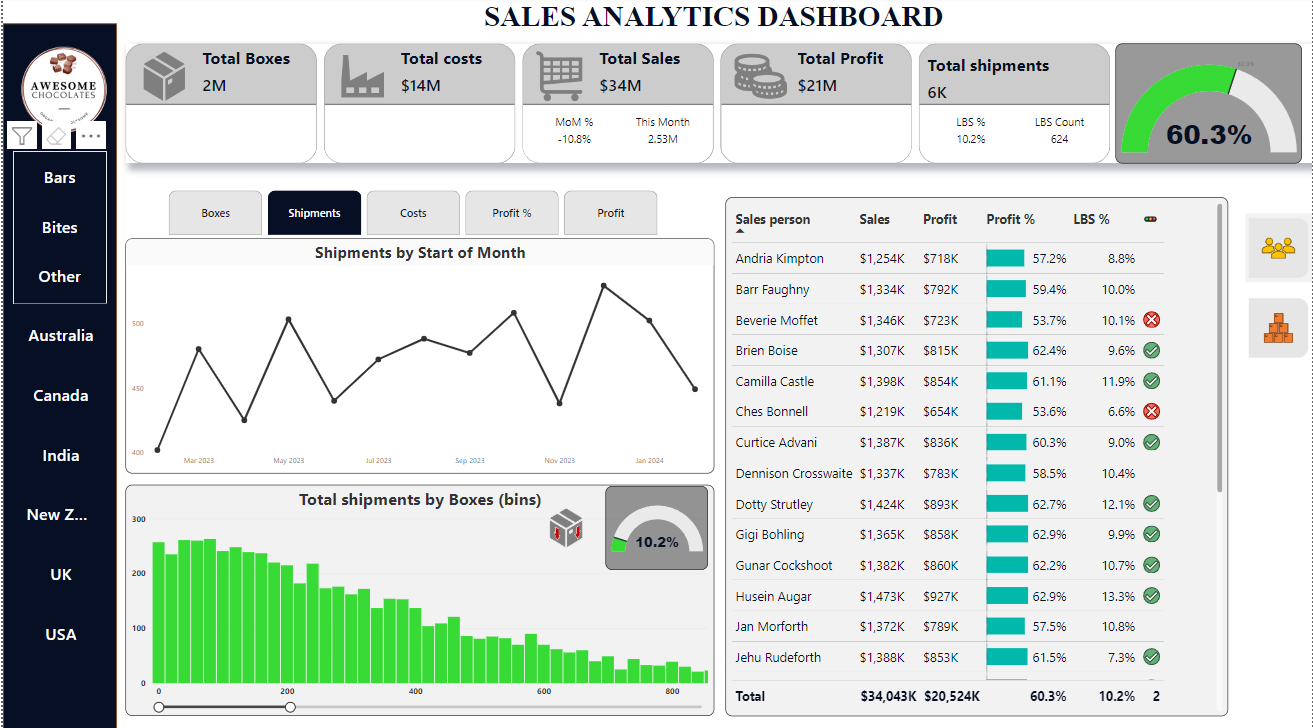 SALES ANALYTICS DASHBOARD
AWESOME
CHOCOLATES
Bars
Bites
Other
Australia
Canada
India
New Z...
UK
USA
Total Boxes
2M
Total costs
$14M
Total Sales
$34M
MoM %
-10.8%
This Month
2.53M
Total Profit
$21M
Total shipments
6K
LBS %
10.2%
LBS Count
624
60.3%
Boxes
Shipments
Costs
Profit %
Profit
Shipments by Start of Month
500
450
400
Mar 2023 May 2023 Jul 2023 Sep 2023 Nov 2023 Jan 2024
Total shipments by Boxes (bins)
10.2%
300
200
100
0
0 200 400 600 800
Sales person Sales Profit Profit % LBS %
Andria Kimpton $1,254K $718K 57.2% 8.8%
Barr Faughny $1,334K $792K 59.4% 10.0%
Beverie Moffet $1,346K $723K 53.7% 10.1%
Brien Boise $1,307K $815K 62.4% 9.6%
Camilla Castle $1,398K $854K 61.1% 11.9%
Ches Bonnell $1,219K $654K 53.6% 6.6%
Curtice Advani $1,387K $836K 60.3% 9.0%
Dennison Crosswaite $1,337K $783K 58.5% 10.4%
Dotty Strutley $1,424K $893K 62.7% 12.1%
Gigi Bohling $1,365K $858K 62.9% 9.9%
Gunar Cockshoot $1,382K $860K 62.2% 10.7%
Husein Augar $1,473K $927K 62.9% 13.3%
Jan Morforth $1,372K $789K 57.5% 10.8%
Jehu Rudeforth $1,388K $853K 61.5% 7.3%
Total $34,043K $20,524K 60.3% 10.2% 2